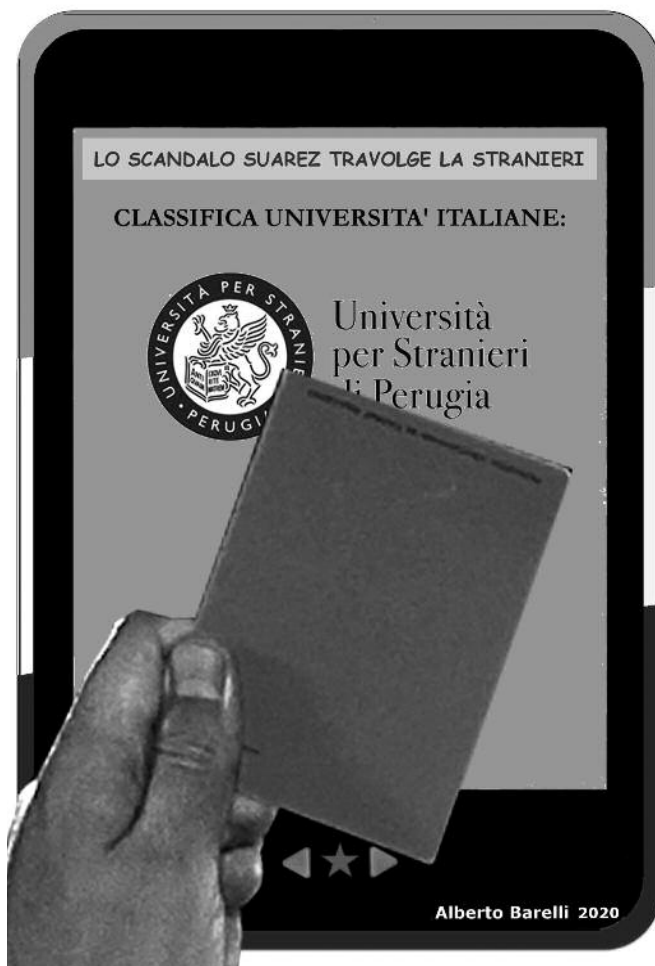 LO SCANDALO SUAREZ TRAVOLGE LA STRANIERI
CLASSIFICA UNIVERSITA' ITALIANE:
UNIVERSITÀ PER STRANIERI
PERUGIA
Università
per Stranieri
di Perugia
Alberto Barelli 2020